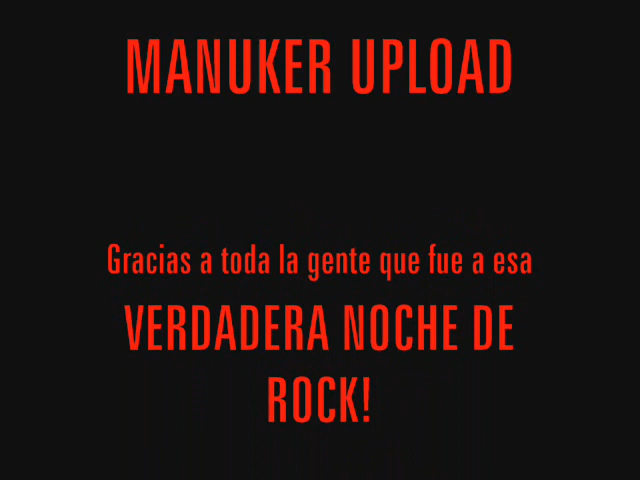 MANUKER UPLOAD
Gracias a toda la gente que fue a esa
VERDADERA NOCHE DE
ROCK!